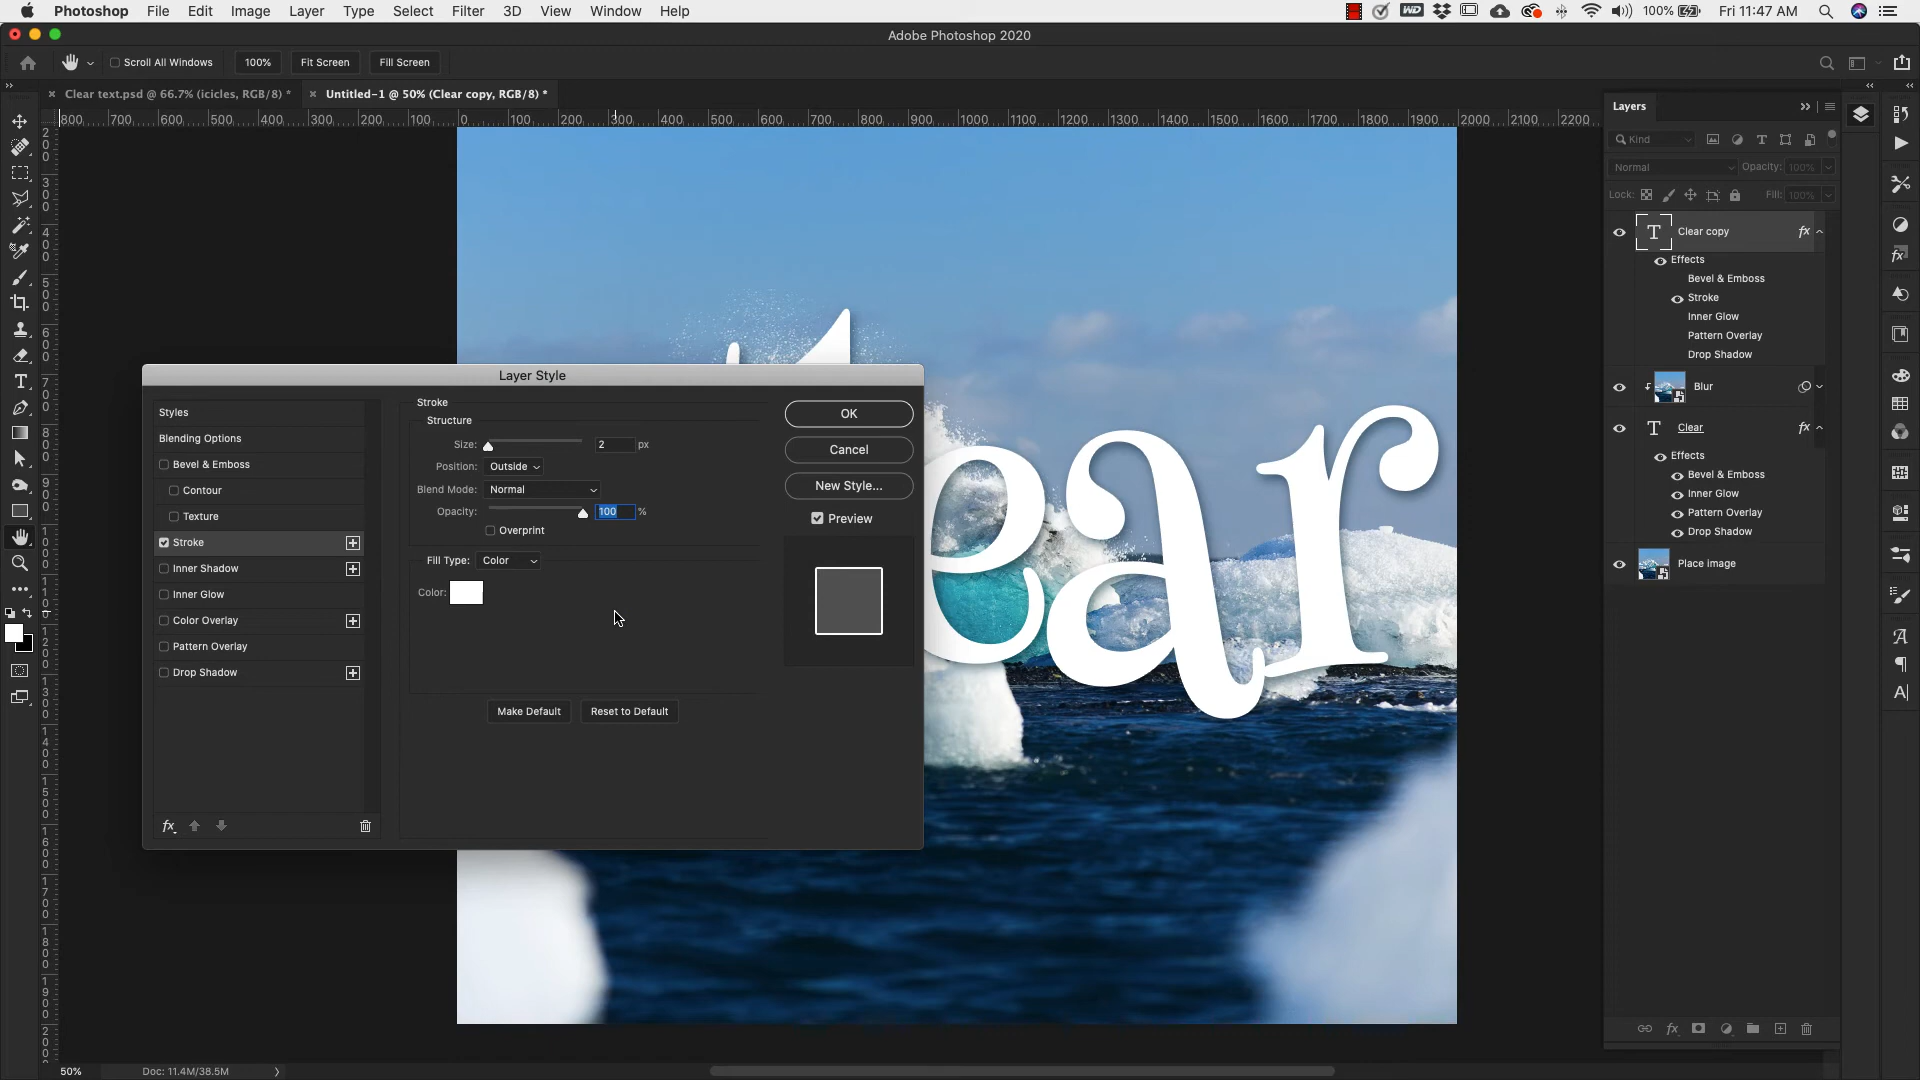 Photoshop File Edit Image Layer Type Select Filter 3D View Window Help WD 100% Fri 11:47 AM
Adobe Photoshop 2020
Scroll All Windows 100% Fit Screen Fill Screen
Clear text.psd @ 66.7% (icicles, RGB/8) * Untitled-1 @ 50% (Clear copy, RGB/8) *
800 700 600 500 400 300 200 100 0 100 200 300 400 500 600 700 800 900 1000 1100 1200 1300 1400 1500 1600 1700 1800 1900 2000 2100 2200
Layers
Kind
Normal Opacity: 100%
Lock: Fill: 100%
Clear copy fx
Effects
Bevel & Emboss
Stroke
Inner Glow
Pattern Overlay
Drop Shadow
Blur
Clear fx
Effects
Bevel & Emboss
Inner Glow
Pattern Overlay
Drop Shadow
Place image
ear
Layer Style
Styles
Blending Options
Bevel & Emboss
Contour
Texture
Stroke
Inner Shadow
Inner Glow
Color Overlay
Pattern Overlay
Drop Shadow
fx
Stroke
Structure
Size: 2 px
Position: Outside
Blend Mode: Normal
Opacity: 100 %
Overprint
Fill Type: Color
Color:
Make Default Reset to Default
OK
Cancel
New Style...
Preview
50% Doc: 11.4M/38.5M